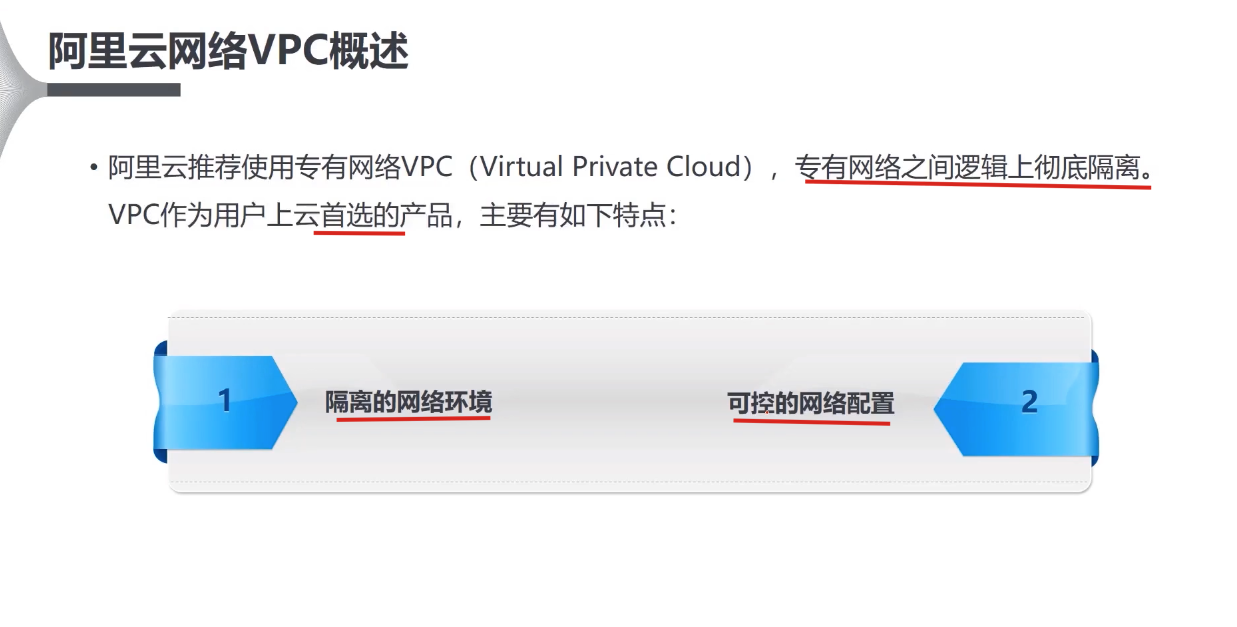 阿里云网络VPC概述
• 阿里云推荐使用专有网络VPC（Virtual Private Cloud），专有网络之间逻辑上彻底隔离。
VPC作为用户上云首选的产品，主要有如下特点：
1 隔离的网络环境
可控的网络配置 2